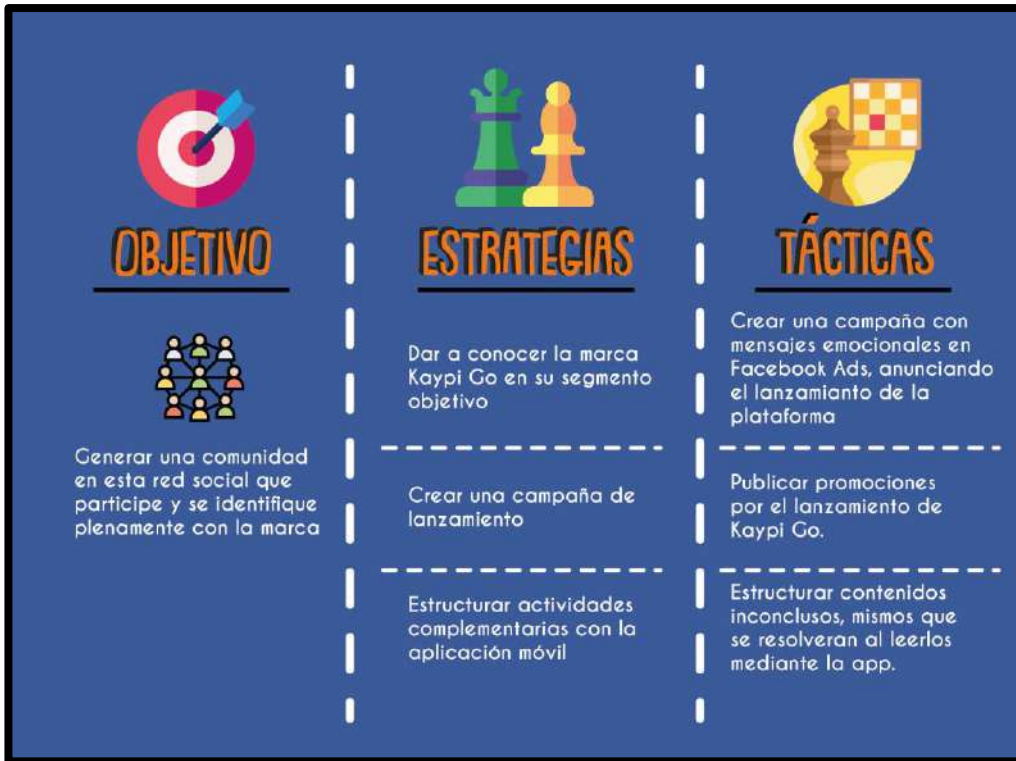 OBJETIVO
Generar una comunidad
en esta red social que
participe y se identifique
plenamente con la marca
ESTRATEGIAS
Dar a conocer la marca
Kaypi Go en su segmento
objetivo
Crear una campaña de
lanzamiento
Estructurar actividades
complementarias con la
aplicación móvil
TÁCTICAS
Crear una campaña con
mensajes emocionales en
Facebook Ads, anunciando
el lanzamianto de la
plataforma
Publicar promociones
por el lanzamiento de
Kaypi Go.
Estructurar contenidos
inconclusos, mismos que
se resolveran al leerlos
mediante la app.